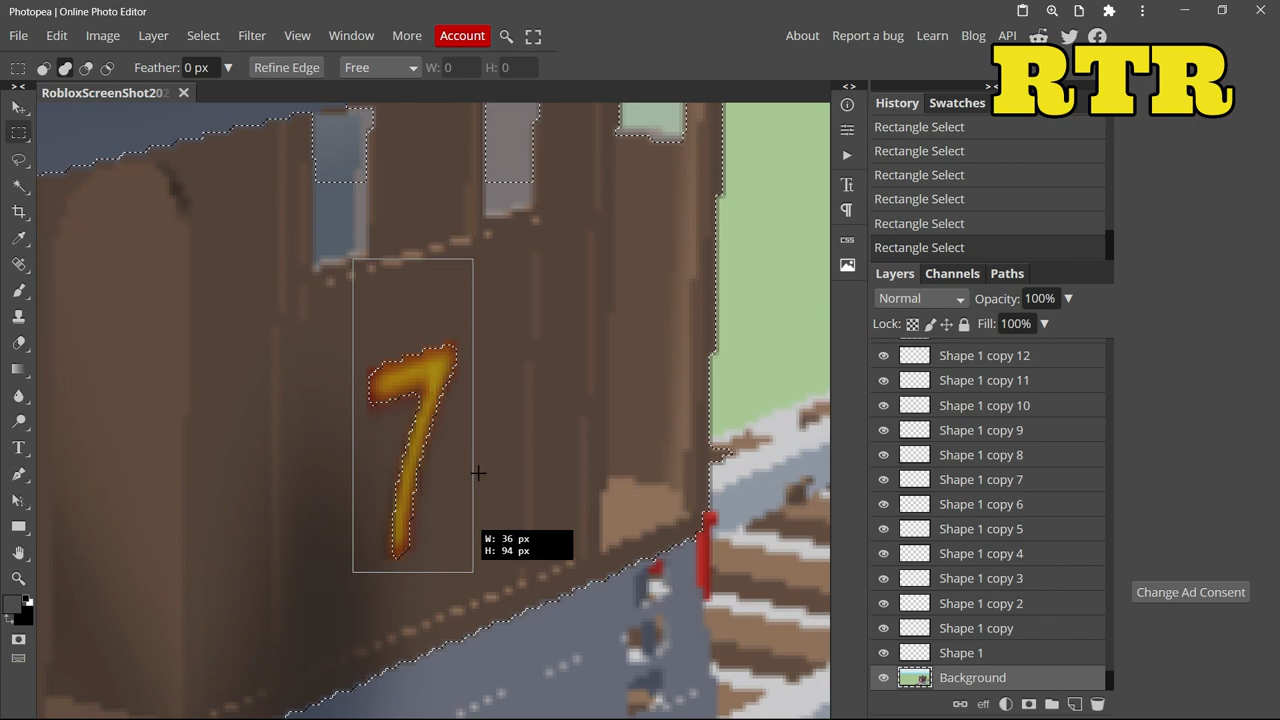 Photopea | Online Photo Editor
File Edit Image Layer Select Filter View Window More Account About Report a bug Learn Blog API
RTR
Feather: 0 px Refine Edge Free W: 0 H: 0
> < RobloxScreenShot202 < > > <
History Swatches
Rectangle Select
Rectangle Select
Rectangle Select
Rectangle Select
Rectangle Select
Rectangle Select
CSS
Layers Channels Paths
Normal Opacity: 100%
Lock: Fill: 100%
Shape 1 copy 12
Shape 1 copy 11
Shape 1 copy 10
Shape 1 copy 9
Shape 1 copy 8
Shape 1 copy 7
Shape 1 copy 6
Shape 1 copy 5
Shape 1 copy 4
Shape 1 copy 3
Shape 1 copy 2
Shape 1 copy
Shape 1
Background
eff
7
W: 36 px
H: 94 px
Change Ad Consent